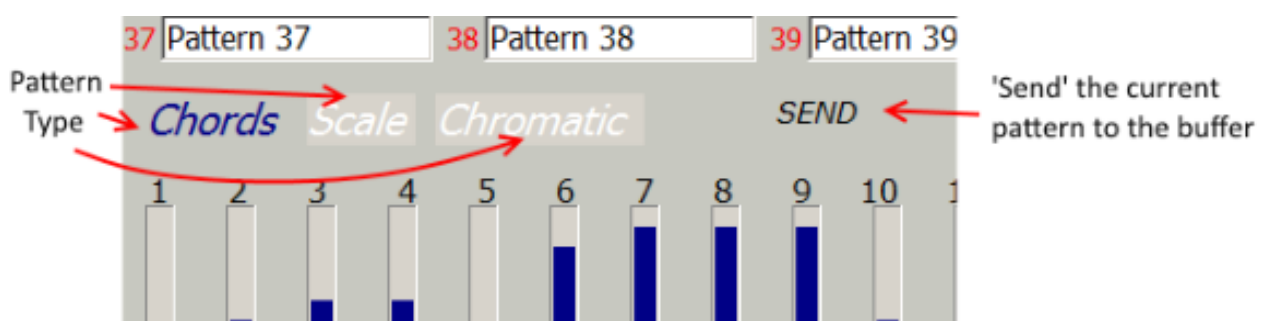 37 Pattern 37 38 Pattern 38 39 Pattern 39
Pattern
Type
Chords Scale Chromatic SEND
'Send' the current
pattern to the buffer
1 2 3 4 5 6 7 8 9 10